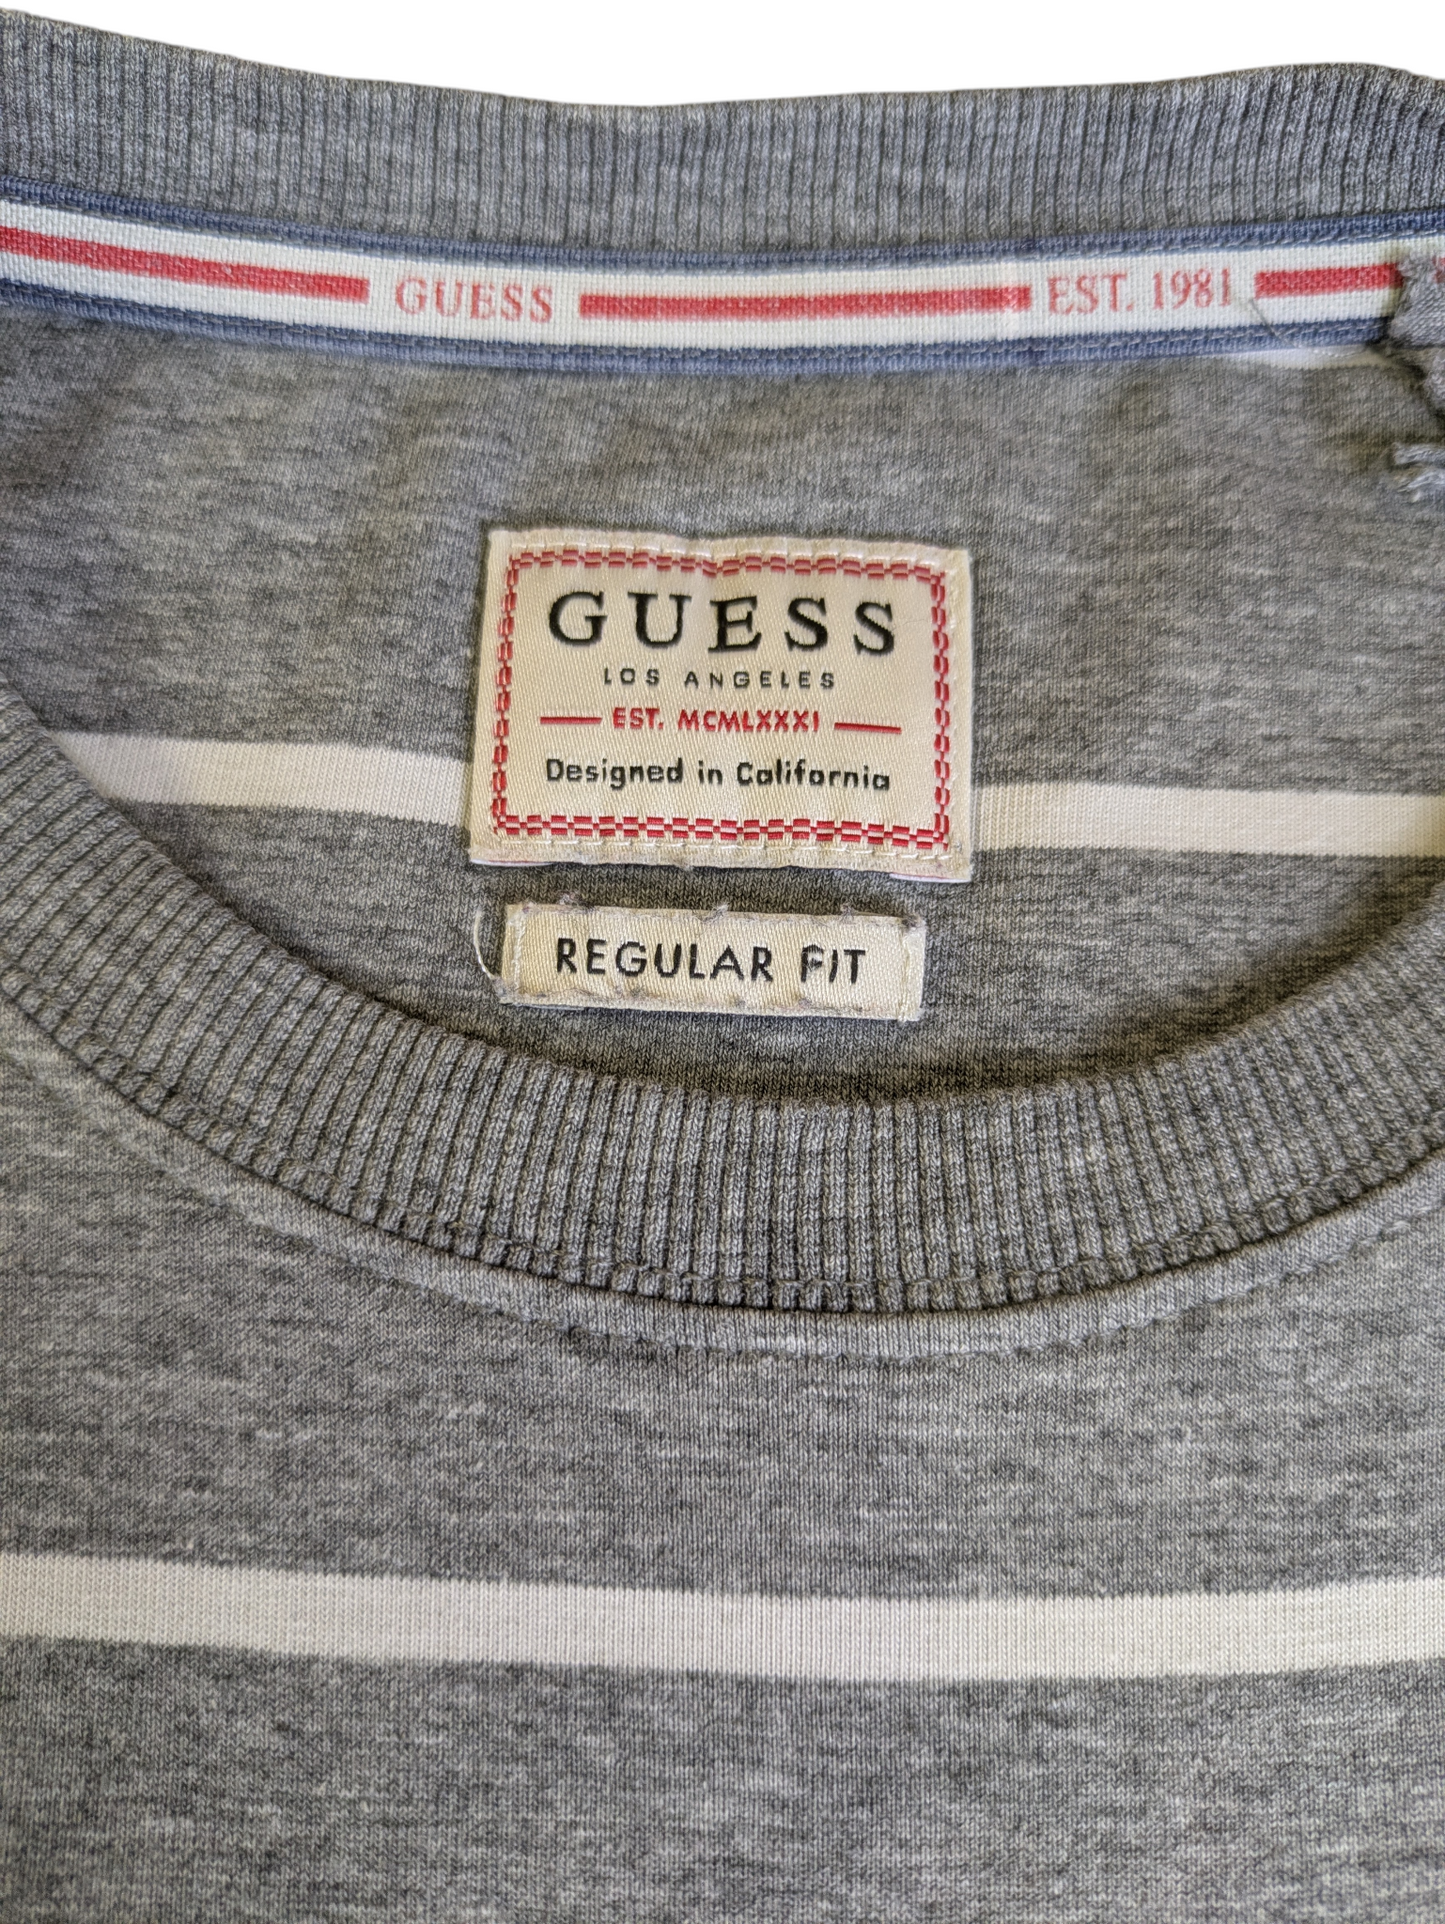 GUESS EST. 1981
GUESS
LOS ANGELES
EST. MCMLXXXI
Designed in California
REGULAR FIT